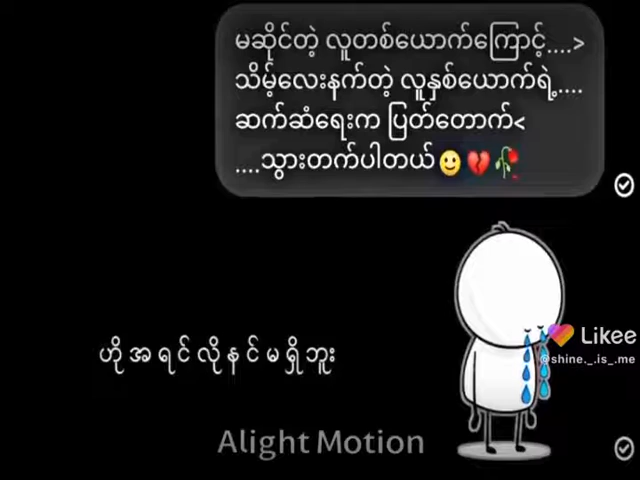 မဆိုင်တဲ့ လူတစ်ယောက်ကြောင့်....>
သိမ့်လေးနက်တဲ့ လူနှစ်ယောက်ရဲ့....
ဆက်ဆံရေးက ပြတ်တောက်<
....သွားတက်ပါတယ်🙂💔🥀
ဟိုအရင်လိုနင်မရှိဘူး
Likee
@shine._.is_.me
Alight Motion